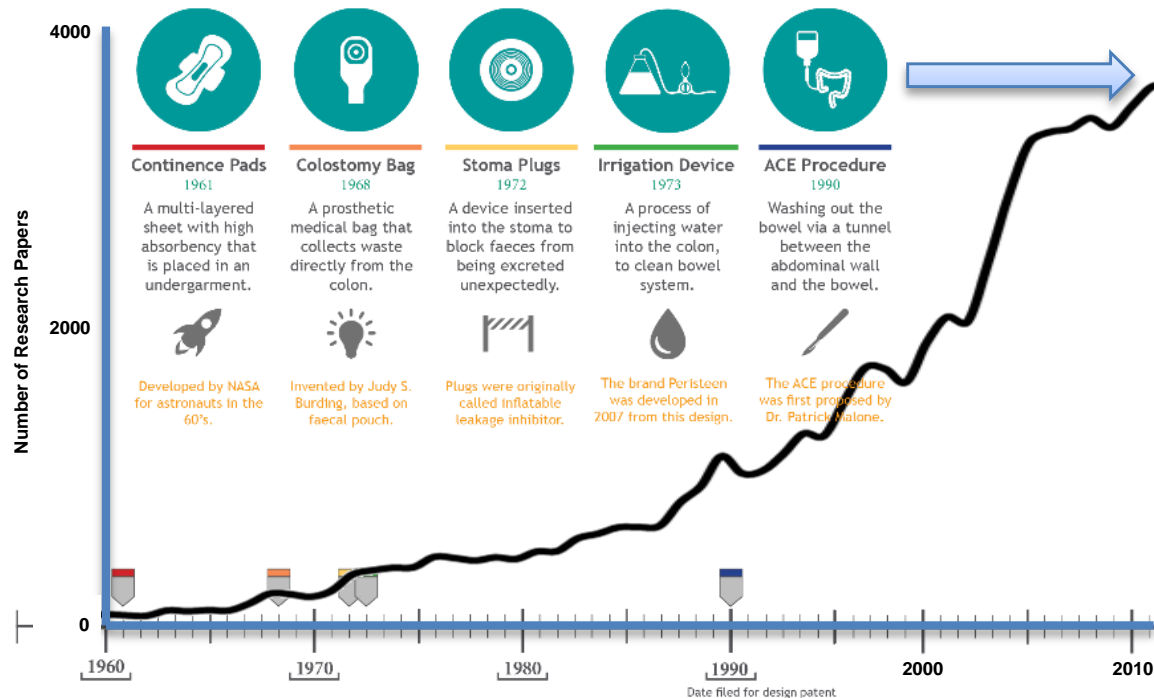 4000
2000
0
Number of Research Papers
Continence Pads
1961
A multi-layered
sheet with high
absorbency that
is placed in an
undergarment.
Developed by NASA
for astronauts in the
60's.
Colostomy Bag
1968
A prosthetic
medical bag that
collects waste
directly from the
colon.
Invented by Judy S.
Burding, based on
faecal pouch.
Stoma Plugs
1972
A device inserted
into the stoma to
block faeces from
being excreted
unexpectedly.
Plugs were originally
called inflatable
leakage inhibitor.
Irrigation Device
1973
A process of
injecting water
into the colon,
to clean bowel
system.
The brand Peristeen
was developed in
2007 from this design.
ACE Procedure
1990
Washing out the
bowel via a tunnel
between the
abdominal wall
and the bowel.
The ACE procedure
was first proposed by
Dr. Patrick Malone.
1960
1970
1980
1990
2000
2010
Date filed for design patent